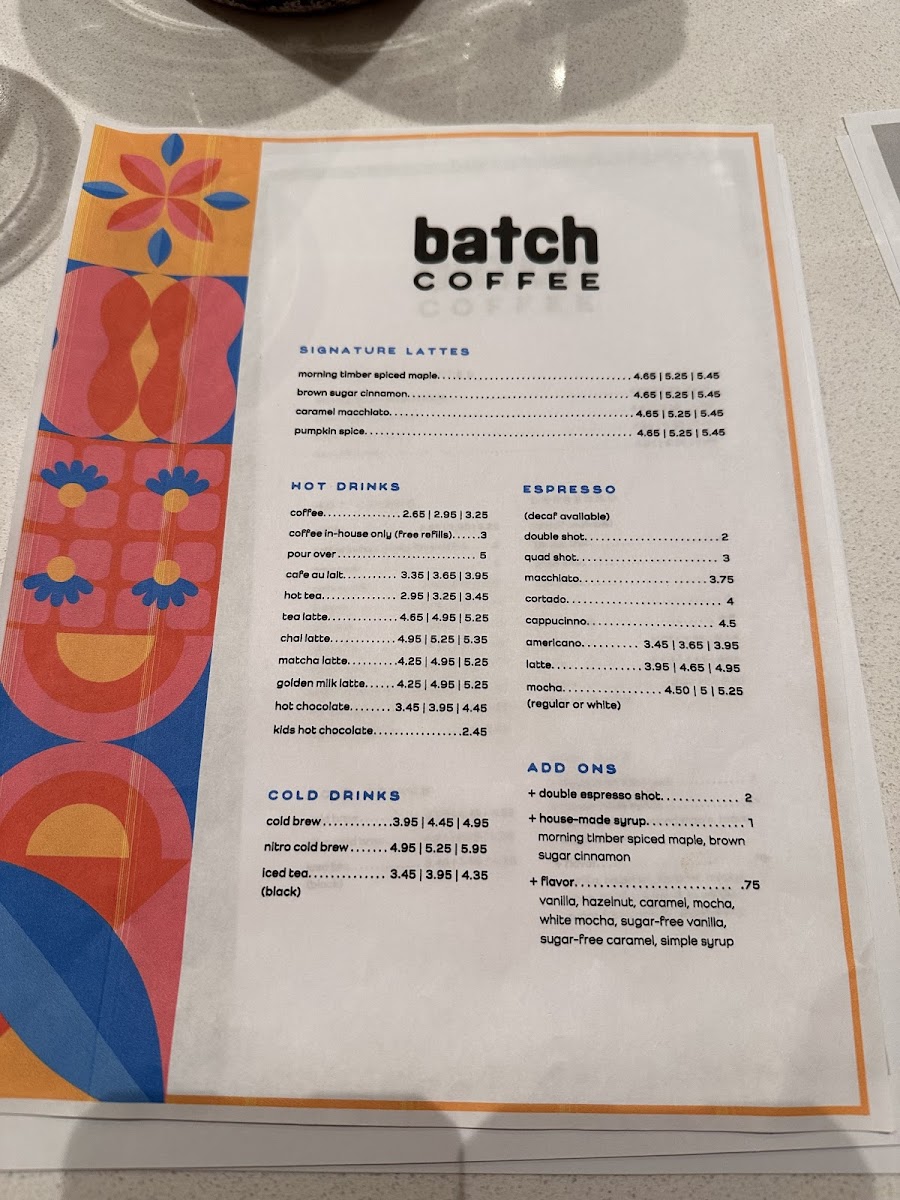 batch
COFFEE
SIGNATURE LATTES
morning timber spiced maple................................ 4.65 | 5.25 | 5.45
brown sugar cinnamon..................................... 4.65 | 5.25 | 5.45
caramel macchiato......................................... 4.65 | 5.25 | 5.45
pumpkin spice............................................. 4.65 | 5.25 | 5.45
HOT DRINKS
coffee.............. 2.65 | 2.95 | 3.25
coffee in-house only (free refills)......3
pour over......................... 5
cafe au lait.......... 3.35 | 3.65 | 3.95
hot tea.............. 2.95 | 3.25 | 3.45
tea latte............. 4.65 | 4.95 | 5.25
chai latte............ 4.95 | 5.25 | 5.35
matcha latte.........4.25 | 4.95 | 5.25
golden milk latte...... 4.25 | 4.95 | 5.25
hot chocolate........ 3.45 | 3.95 | 4.45
kids hot chocolate.................2.45
COLD DRINKS
cold brew............3.95 | 4.45 | 4.95
nitro cold brew....... 4.95 | 5.25 | 5.95
iced tea............. 3.45 | 3.95 | 4.35
(black)
ESPRESSO
(decaf available)
double shot.........................2
quad shot.......................... 3
macchiato........................3.75
cortado............................ 4
cappucinno........................ 4.5
americano.......... 3.45 | 3.65 | 3.95
latte................ 3.95 | 4.65 | 4.95
mocha................. 4.50 | 5 | 5.25
(regular or white)
ADD ONS
+ double espresso shot............. 2
+ house-made syrup.................1
morning timber spiced maple, brown
sugar cinnamon
+ flavor........................... .75
vanilla, hazelnut, caramel, mocha,
white mocha, sugar-free vanilla,
sugar-free caramel, simple syrup